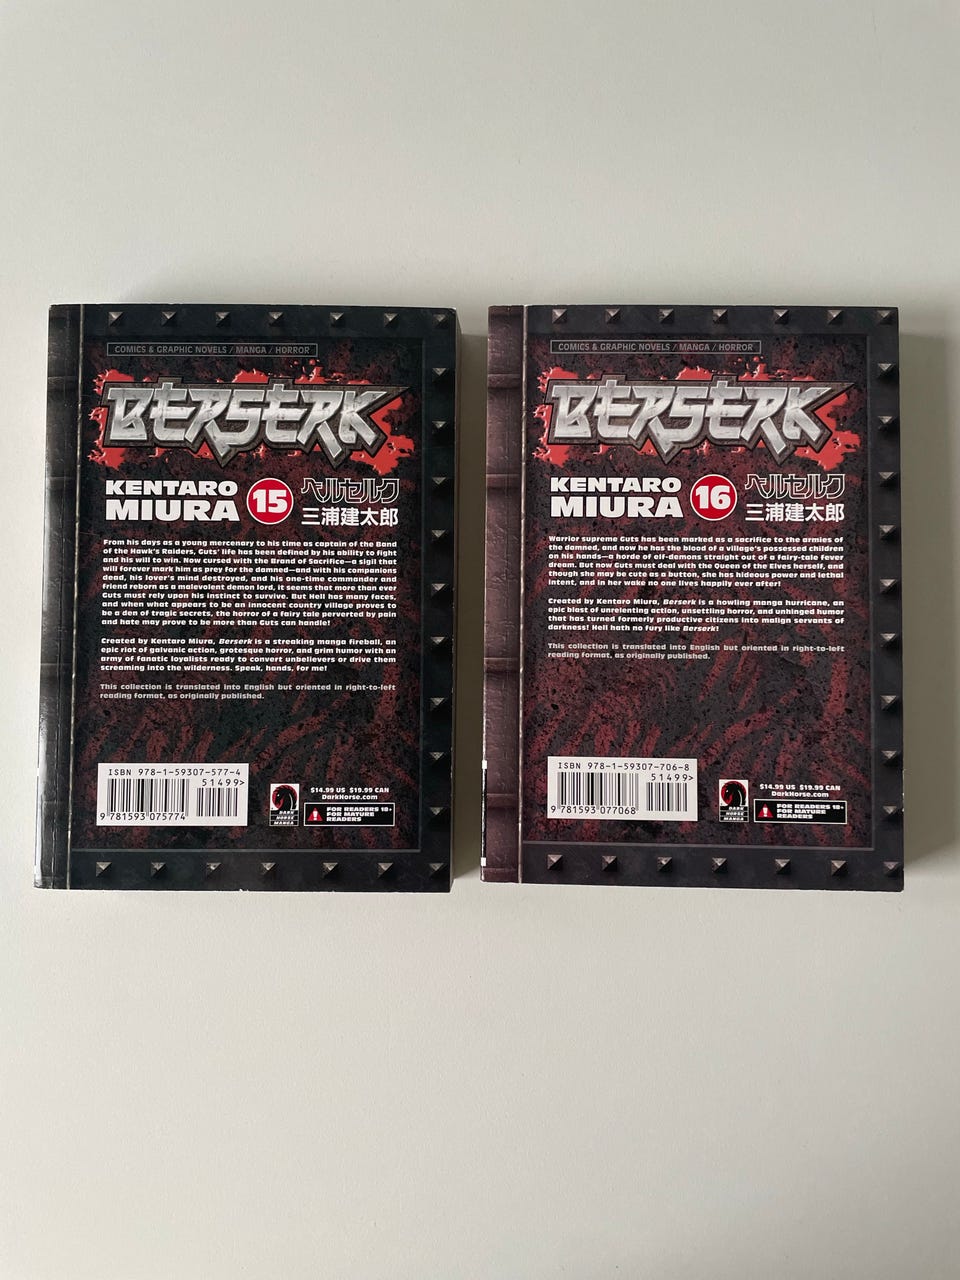 COMICS & GRAPHIC NOVELS / MANGA / HORROR
BERSERK
KENTARO
MIURA
15
ベルセルク
三浦建太郎
From his days as a young mercenary to his time as captain of the Band
of the Hawk's Raiders, Guts' life has been defined by his ability to fight
and his will to win. Now cursed with the Brand of Sacrifice—a sigil that
will forever mark him as prey for the damned—and with his companions
dead, his lover's mind destroyed, and his one-time commander and
friend reborn as a malevolent demon lord, it seems that more than ever
Guts must rely upon his instinct to survive. But Hell has many faces,
and when what appears to be an innocent country village proves to
be a den of tragic secrets, the horror of a fairy tale perverted by pain
and hate may prove to be more than Guts can handle!
Created by Kentaro Miura, Berserk is a streaking manga fireball, an
epic riot of galvanic action, grotesque horror, and grim humor with an
army of fanatic loyalists ready to convert unbelievers or drive them
screaming into the wilderness. Speak, hands, for me!
This collection is translated into English but oriented in right-to-left
reading format, as originally published.
ISBN 978-1-59307-577-4
51499>
9 781593 075774
DARK
HORSE
MANGA
$14.99 US $19.99 CAN
DarkHorse.com
FOR READERS 18+
FOR MATURE
READERS
COMICS & GRAPHIC NOVELS / MANGA / HORROR
BERSERK
KENTARO
MIURA
16
ベルセルク
三浦建太郎
Warrior supreme Guts has been marked as a sacrifice to the armies of
the damned, and now he has the blood of a village's possessed children
on his hands—a horde of elf-demons straight out of a fairy-tale fever
dream. But now Guts must deal with the Queen of the Elves herself, and
though she may be cute as a button, she has hideous power and lethal
intent, and in her wake no one lives happily ever after!
Created by Kentaro Miura, Berserk is a howling manga hurricane, an
epic blast of unrelenting action, unsettling horror, and unhinged humor
that has turned formerly productive citizens into malign servants of
darkness! Hell hath no fury like Berserk!
This collection is translated into English but oriented in right-to-left
reading format, as originally published.
ISBN 978-1-59307-706-8
51499>
9 781593 077068
DARK
HORSE
MANGA
$14.99 US $19.99 CAN
DarkHorse.com
FOR READERS 18+
FOR MATURE
READERS